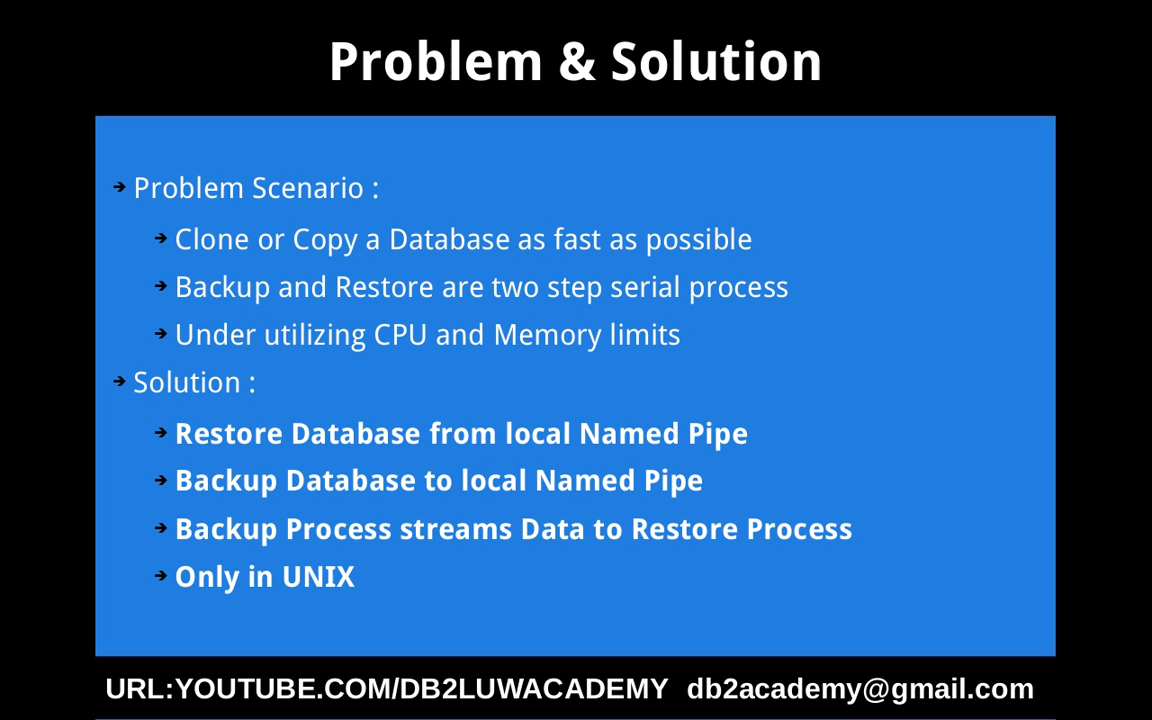 Problem & Solution
Problem Scenario :
Clone or Copy a Database as fast as possible
Backup and Restore are two step serial process
Under utilizing CPU and Memory limits
Solution :
Restore Database from local Named Pipe
Backup Database to local Named Pipe
Backup Process streams Data to Restore Process
Only in UNIX
URL:YOUTUBE.COM/DB2LUWACADEMY db2academy@gmail.com